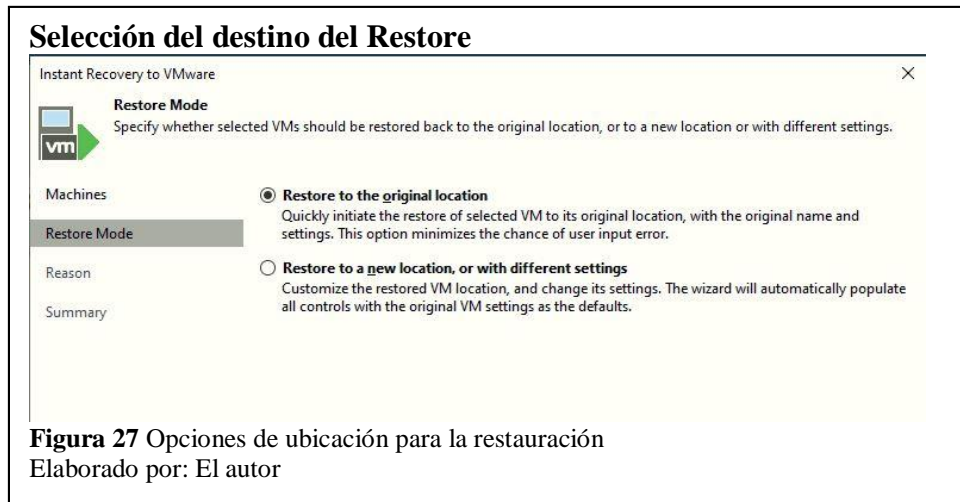 Selección del destino del Restore
Instant Recovery to VMware
Restore Mode
Specify whether selected VMs should be restored back to the original location, or to a new location or with different settings.
vm
Machines
Restore Mode
Reason
Summary
Restore to the original location
Quickly initiate the restore of selected VM to its original location, with the original name and
settings. This option minimizes the chance of user input error.
Restore to a new location, or with different settings
Customize the restored VM location, and change its settings. The wizard will automatically populate
all controls with the original VM settings as the defaults.
Figura 27 Opciones de ubicación para la restauración
Elaborado por: El autor